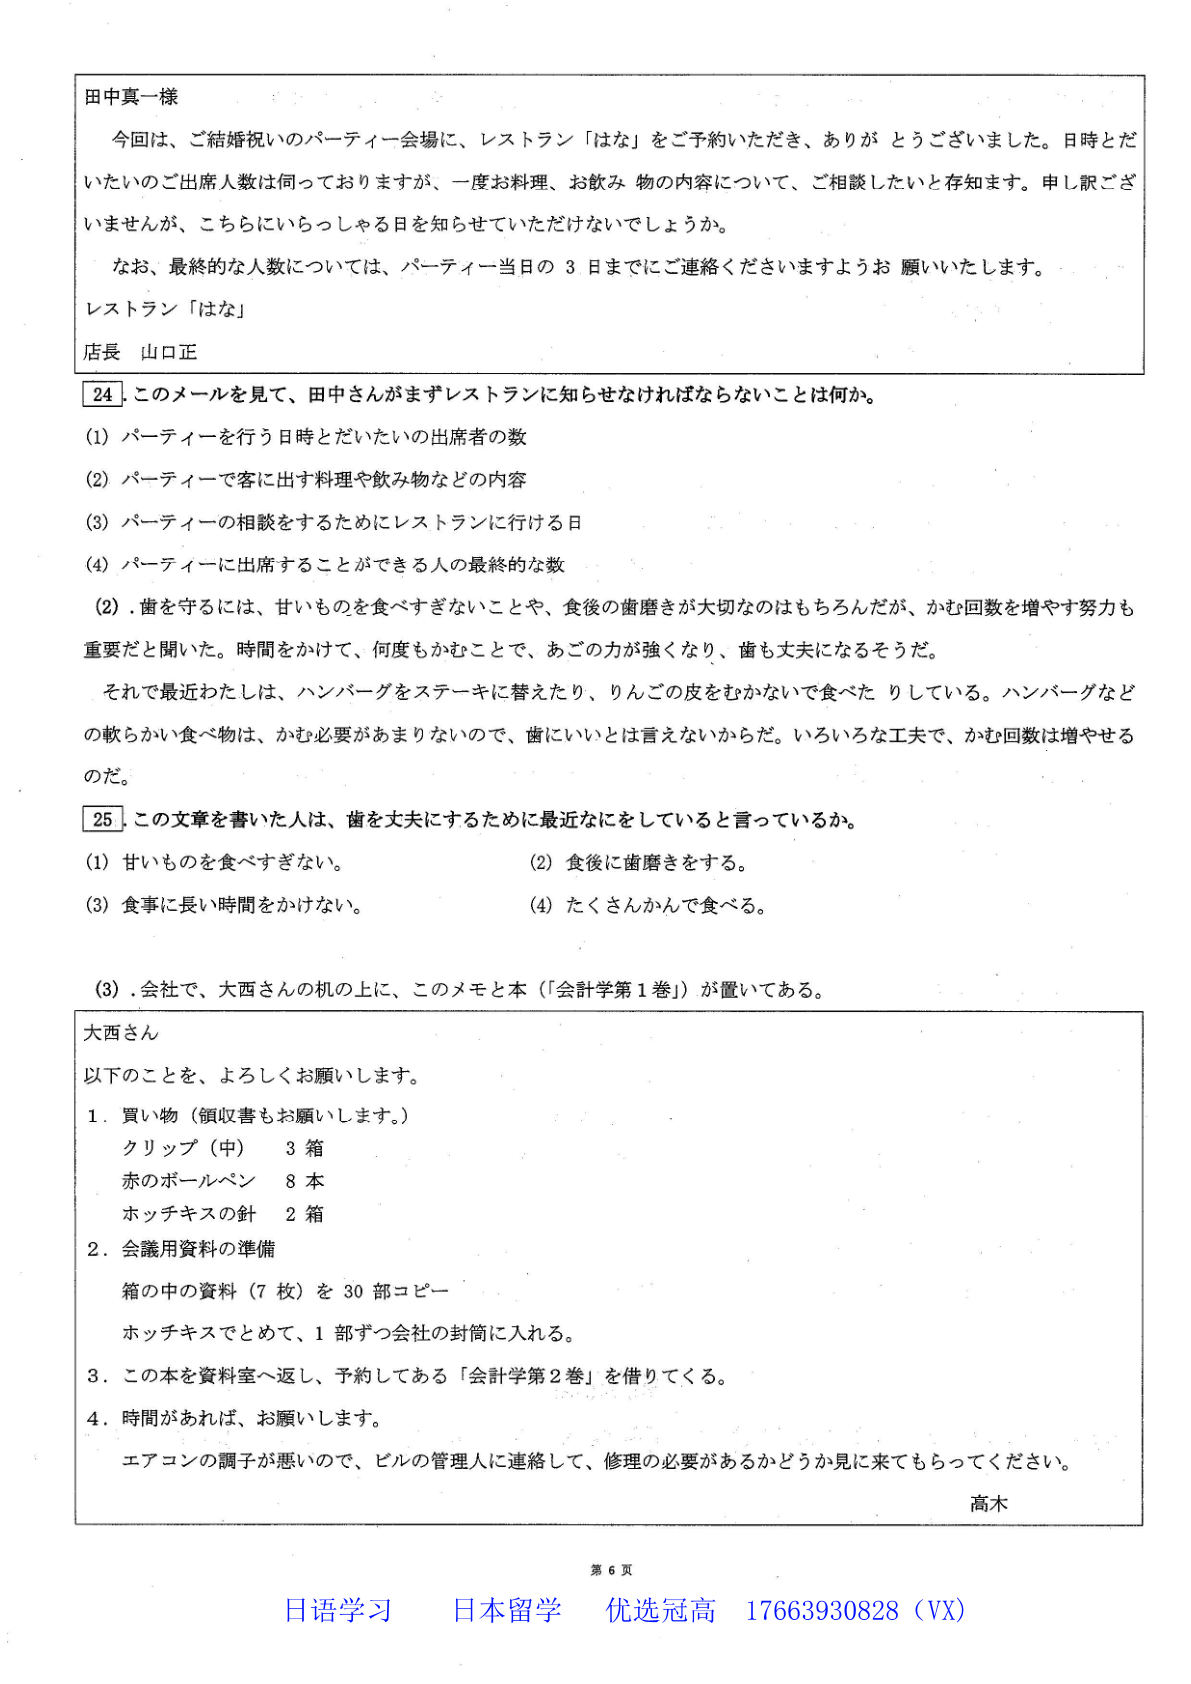 田中真一様
今回は、ご結婚祝いのパーティー会場に、レストラン「はな」をご予約いただき、ありが とうございました。日時とだ
いたいのご出席人数は伺っておりますが、一度お料理、お飲み 物の内容について、ご相談したいと存知ます。申し訳ござ
いませんが、こちらにいらっしゃる日を知らせていただけないでしょうか。
なお、最終的な人数については、パーティー当日の 3 日までにご連絡くださいますようお 願いいたします。
レストラン「はな」
店長　山口正
24.このメールを見て、田中さんがまずレストランに知らせなければならないことは何か。
(1) パーティーを行う日時とだいたいの出席者の数
(2) パーティーで客に出す料理や飲み物などの内容
(3) パーティーの相談をするためにレストランに行ける日
(4) パーティーに出席することができる人の最終的な数
(2) .歯を守るには、甘いものを食べすぎないことや、食後の歯磨きが大切なのはもちろんだが、かむ回数を増やす努力も
重要だと聞いた。時間をかけて、何度もかむことで、あごの力が強くなり、歯も丈夫になるそうだ。
それで最近わたしは、ハンバーグをステーキに替えたり、りんごの皮をむかないで食べた りしている。ハンバーグなど
の軟らかい食べ物は、かむ必要があまりないので、歯にいいとは言えないからだ。いろいろな工夫で、かむ回数は増やせる
のだ。
25.この文章を書いた人は、歯を丈夫にするために最近なにをしていると言っているか。
(1) 甘いものを食べすぎない。　(2) 食後に歯磨きをする。
(3) 食事に長い時間をかけない。　(4) たくさんかんで食べる。
(3) .会社で、大西さんの机の上に、このメモと本（「会計学第１巻」）が置いてある。
大西さん
以下のことを、よろしくお願いします。
１．買い物（領収書もお願いします。）
クリップ（中）　3 箱
赤のボールペン　8 本
ホッチキスの針　2 箱
２．会議用資料の準備
箱の中の資料（7 枚）を 30 部コピー
ホッチキスでとめて、1 部ずつ会社の封筒に入れる。
３．この本を資料室へ返し、予約してある「会計学第２巻」を借りてくる。
４．時間があれば、お願いします。
エアコンの調子が悪いので、ビルの管理人に連絡して、修理の必要があるかどうか見に来てもらってください。
高木
第 6 页
日语学习　日本留学　优选冠高　17663930828（VX）